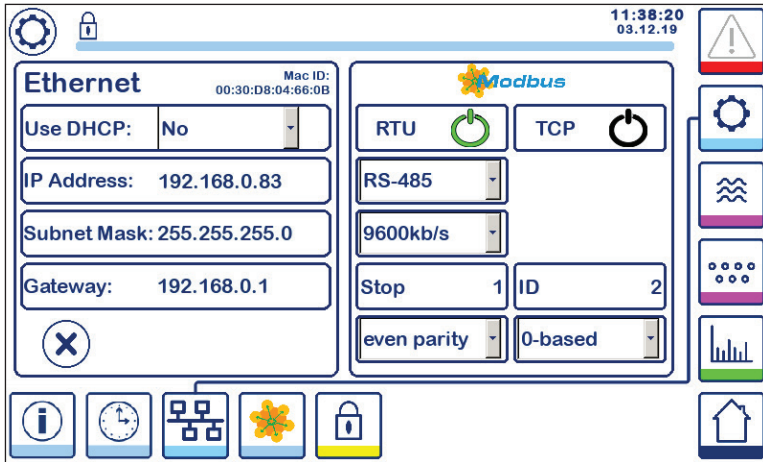 11:38:20
03.12.19
Ethernet
Mac ID:
00:30:D8:04:66:0B
Use DHCP: No
IP Address: 192.168.0.83
Subnet Mask: 255.255.255.0
Gateway: 192.168.0.1
Modbus
RTU TCP
RS-485
9600kb/s
Stop 1 ID 2
even parity 0-based